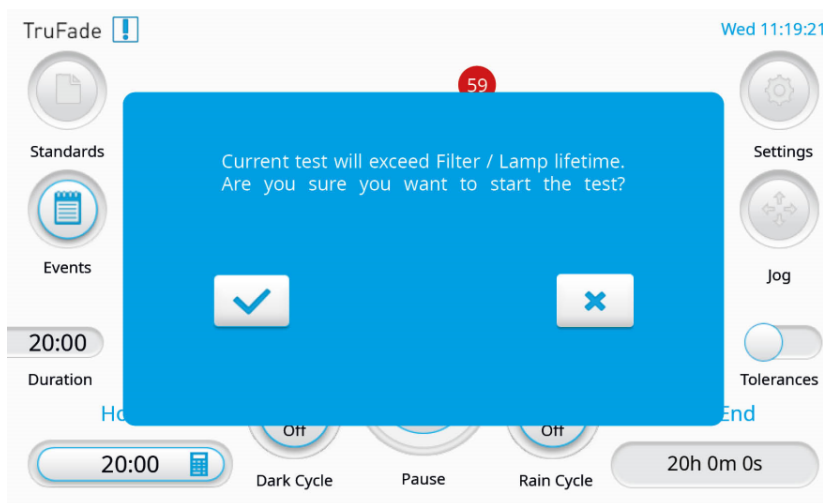 TruFade
Wed 11:19:21
59
Standards
Settings
Current test will exceed Filter / Lamp lifetime.
Are you sure you want to start the test?
Events
Jog
20:00
Duration
Tolerances
End
Off
Off
20:00
Dark Cycle
Pause
Rain Cycle
20h 0m 0s